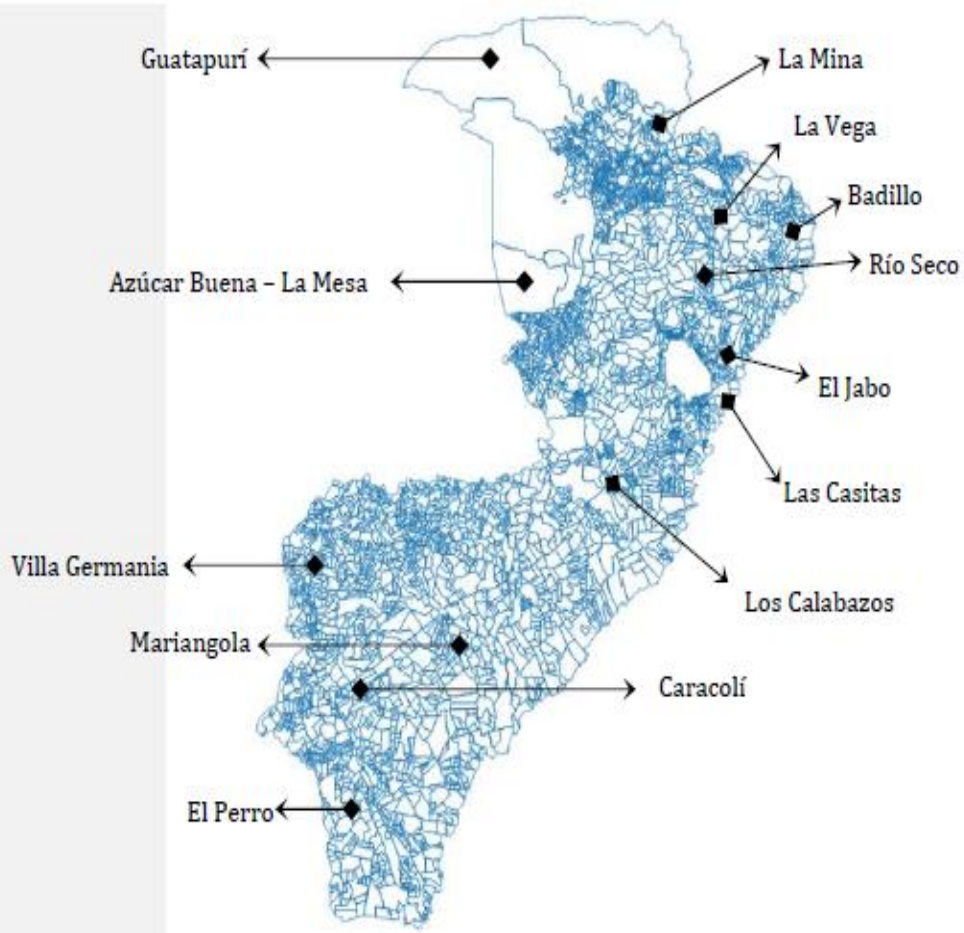 Guatapurí
La Mina
La Vega
Badillo
Río Seco
Azúcar Buena – La Mesa
El Jabo
Las Casitas
Villa Germania
Los Calabazos
Mariangola
Caracolí
El Perro